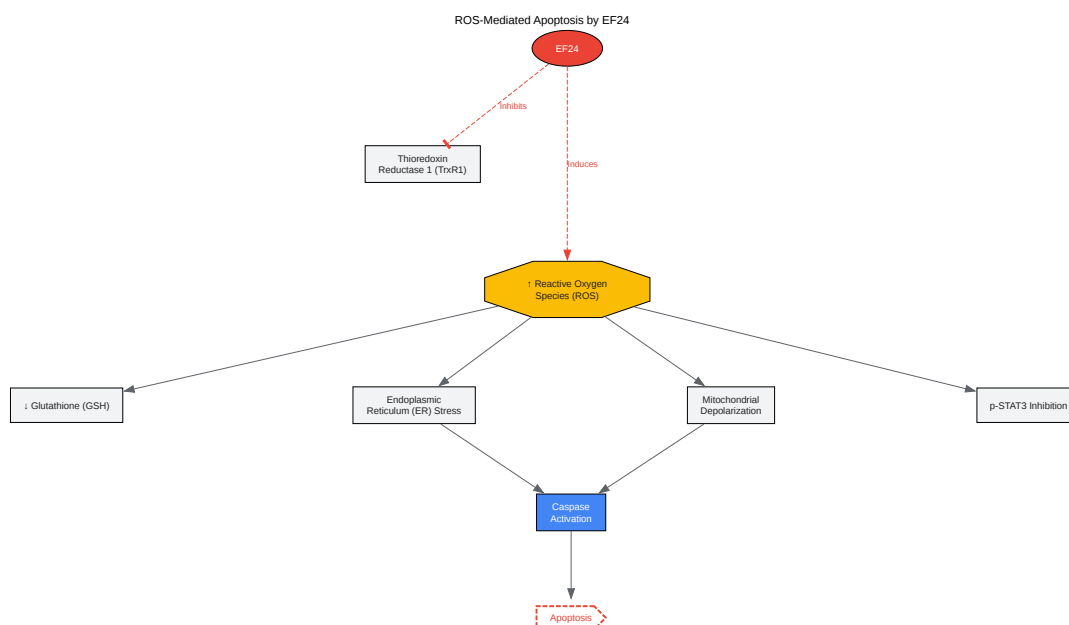 ROS-Mediated Apoptosis by EF24
EF24
Inhibits
Thioredoxin
Reductase 1 (TrxR1)
Induces
↑ Reactive Oxygen
Species (ROS)
↓ Glutathione (GSH)
Endoplasmic
Reticulum (ER) Stress
Mitochondrial
Depolarization
p-STAT3 Inhibition
Caspase
Activation
Apoptosis